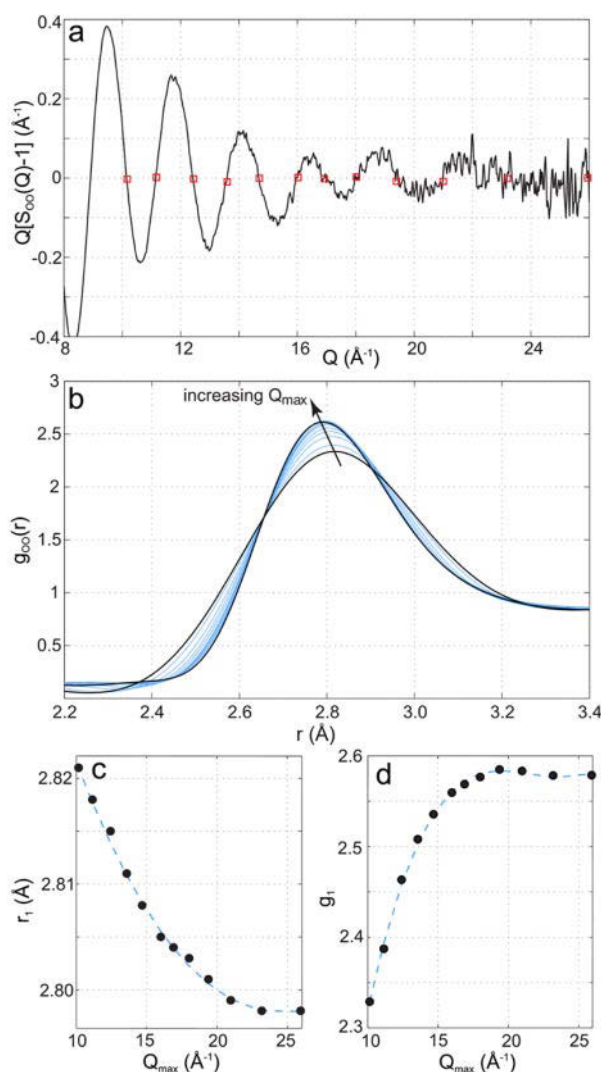 a
Q[S_OO(Q)-1] (Å⁻¹)
0.4
0.2
0
-0.2
-0.4
8 12 16 20 24
Q (Å⁻¹)
b
increasing Q_max
g_OO(r)
3
2.5
2
1.5
1
0.5
2.2 2.4 2.6 2.8 3.0 3.2 3.4
r (Å)
c
r₁ (Å)
2.82
2.81
2.80
10 15 20 25
Q_max (Å⁻¹)
d
g₁
2.6
2.5
2.4
2.3
10 15 20 25
Q_max (Å⁻¹)